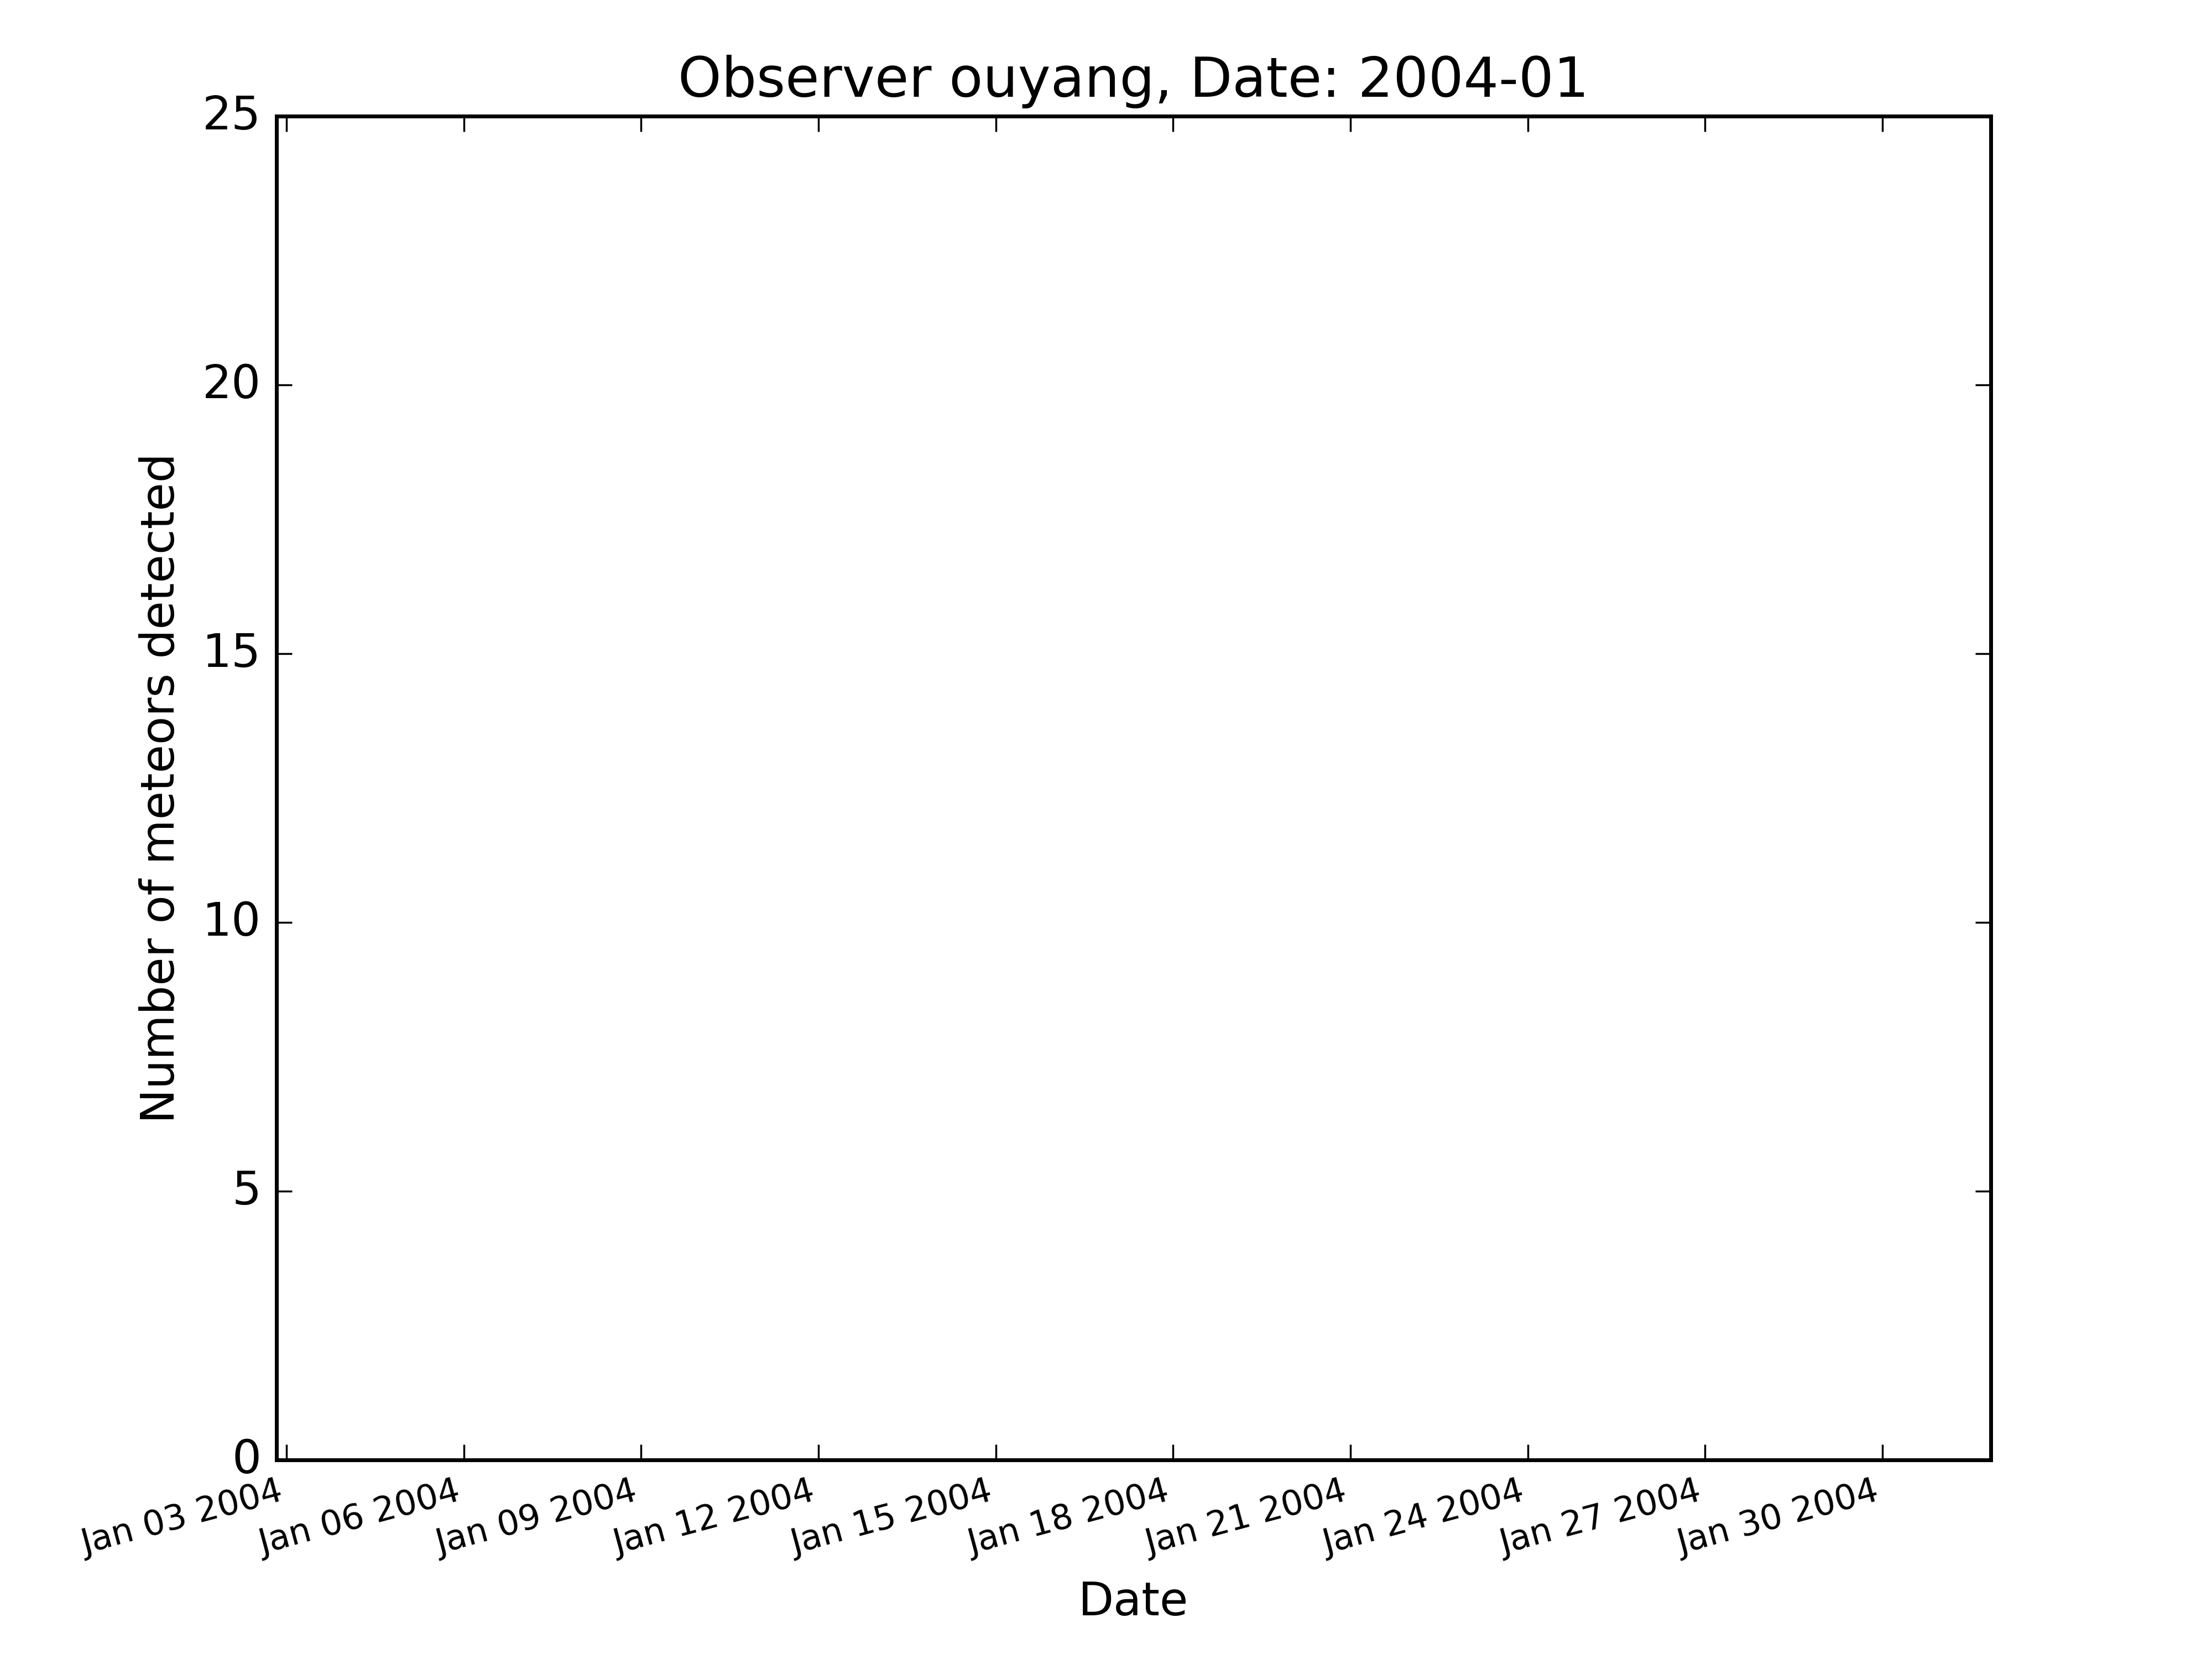 Observer ouyang, Date: 2004-01
25
20
15
10
5
0
Number of meteors detected
Jan 03 2004
Jan 06 2004
Jan 09 2004
Jan 12 2004
Jan 15 2004
Jan 18 2004
Jan 21 2004
Jan 24 2004
Jan 27 2004
Jan 30 2004
Date